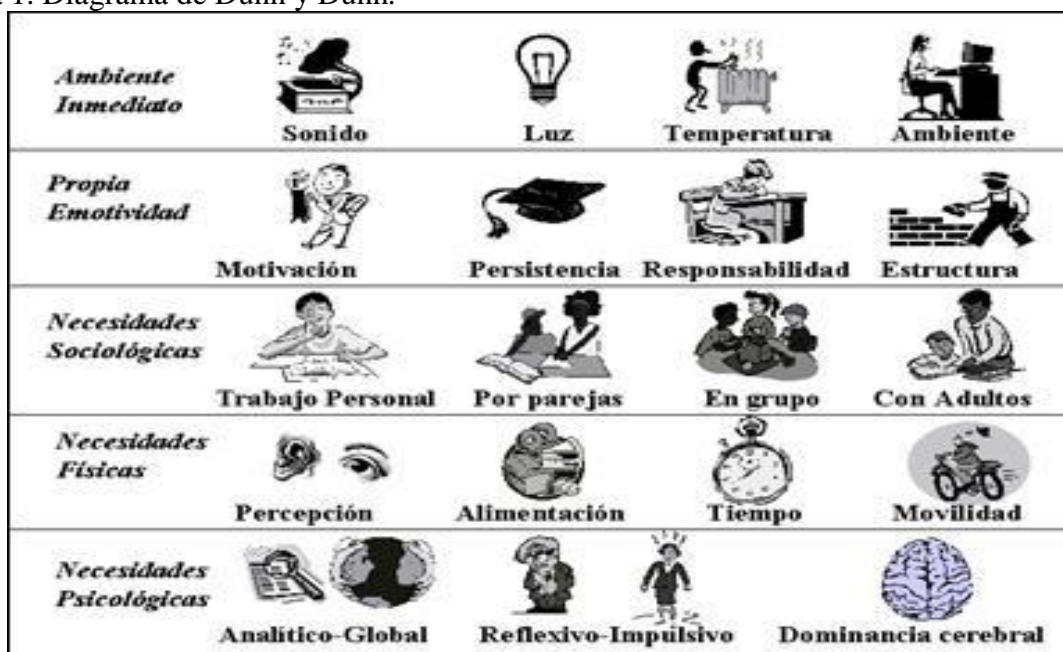 1. Diagrama de Dunn y Dunn.
Ambiente
Inmediato
Sonido Luz Temperatura Ambiente
Propia
Emotividad
Motivación Persistencia Responsabilidad Estructura
Necesidades
Sociológicas
Trabajo Personal Por parejas En grupo Con Adultos
Necesidades
Físicas
Percepción Alimentación Tiempo Movilidad
Necesidades
Psicológicas
Analítico-Global Reflexivo-Impulsivo Dominancia cerebral